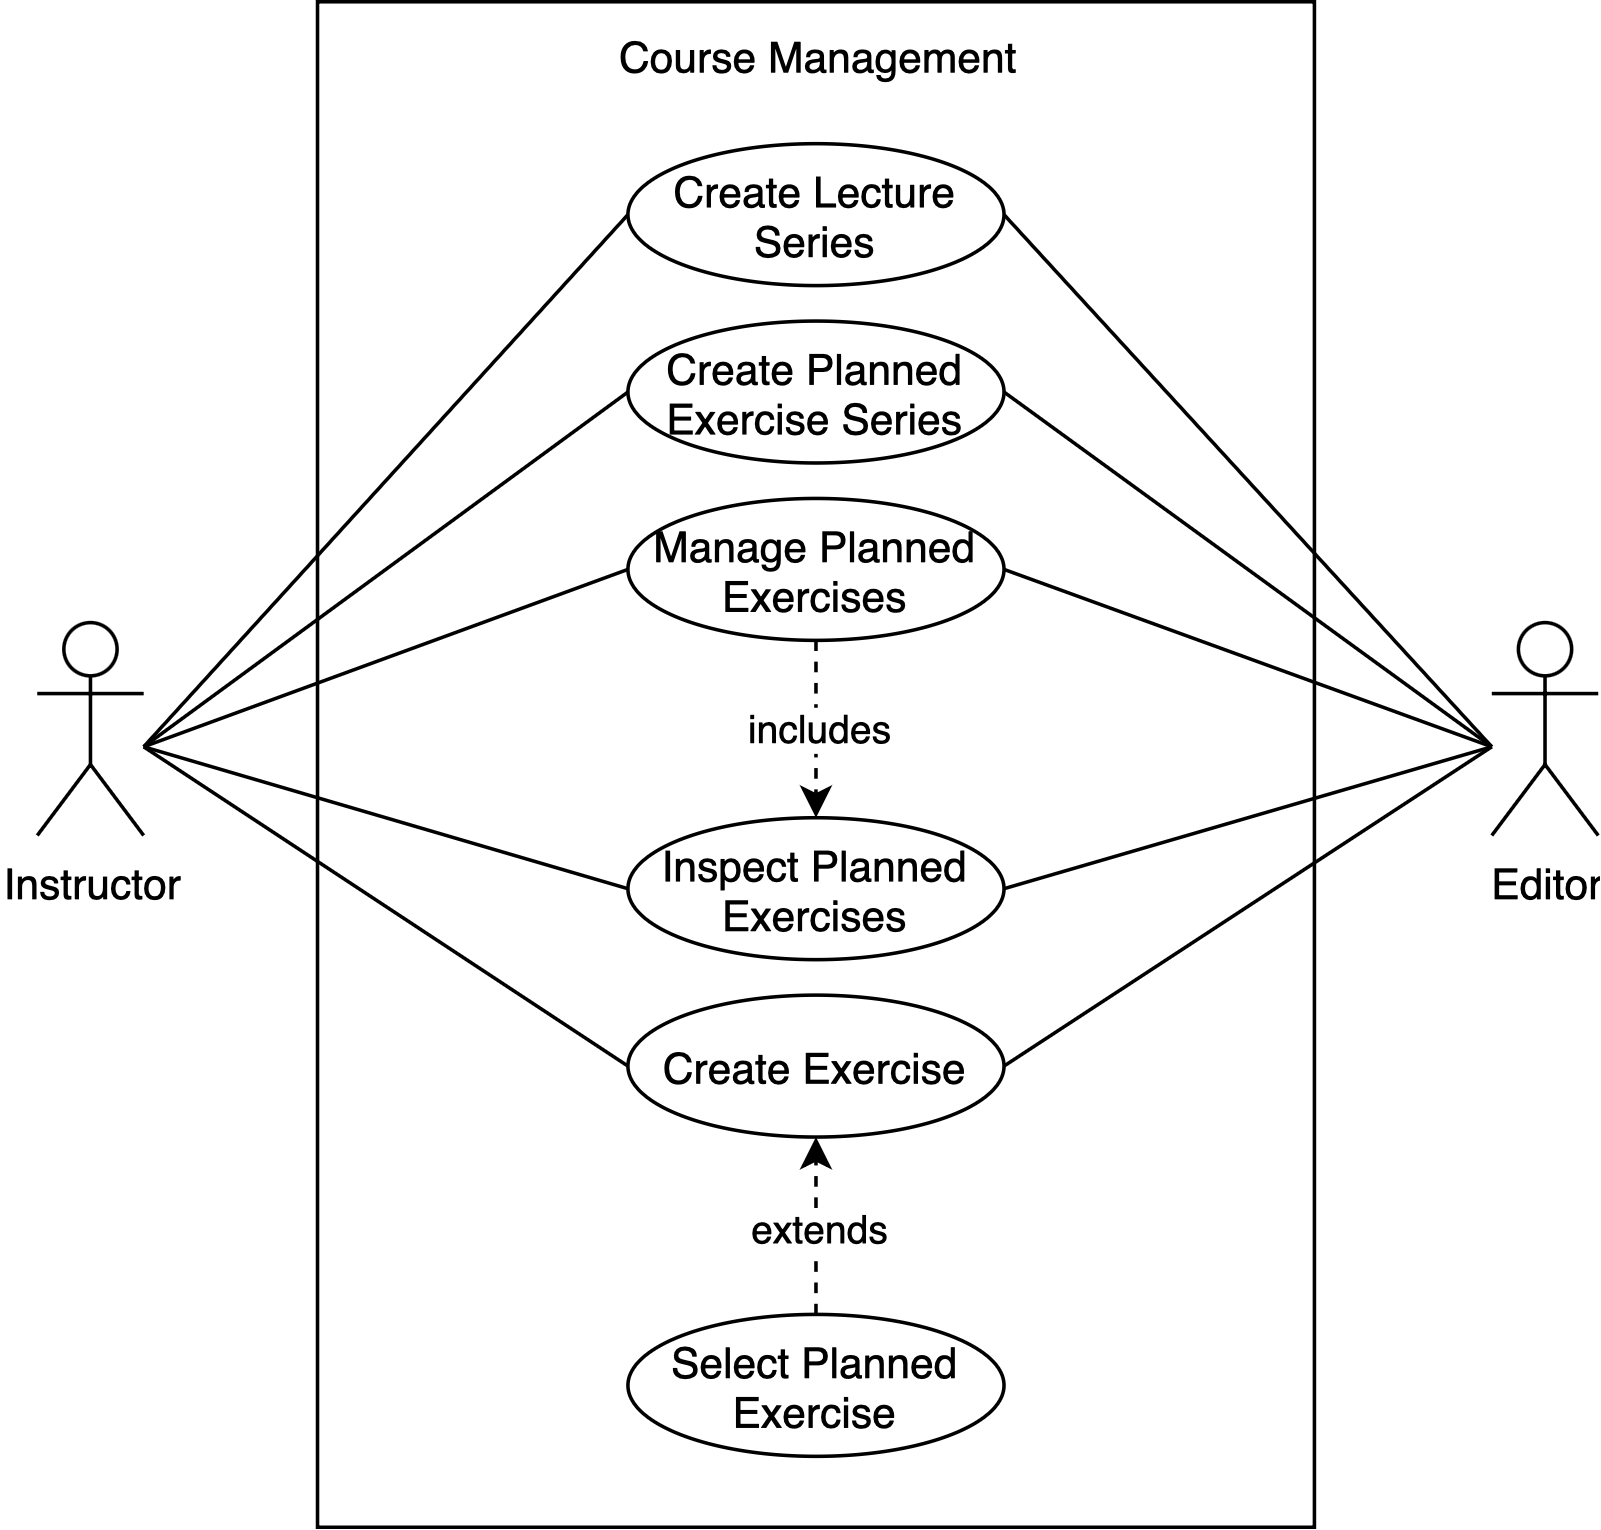 Course Management
Create Lecture
Series
Create Planned
Exercise Series
Manage Planned
Exercises
includes
Inspect Planned
Exercises
Instructor
Editor
Create Exercise
extends
Select Planned
Exercise